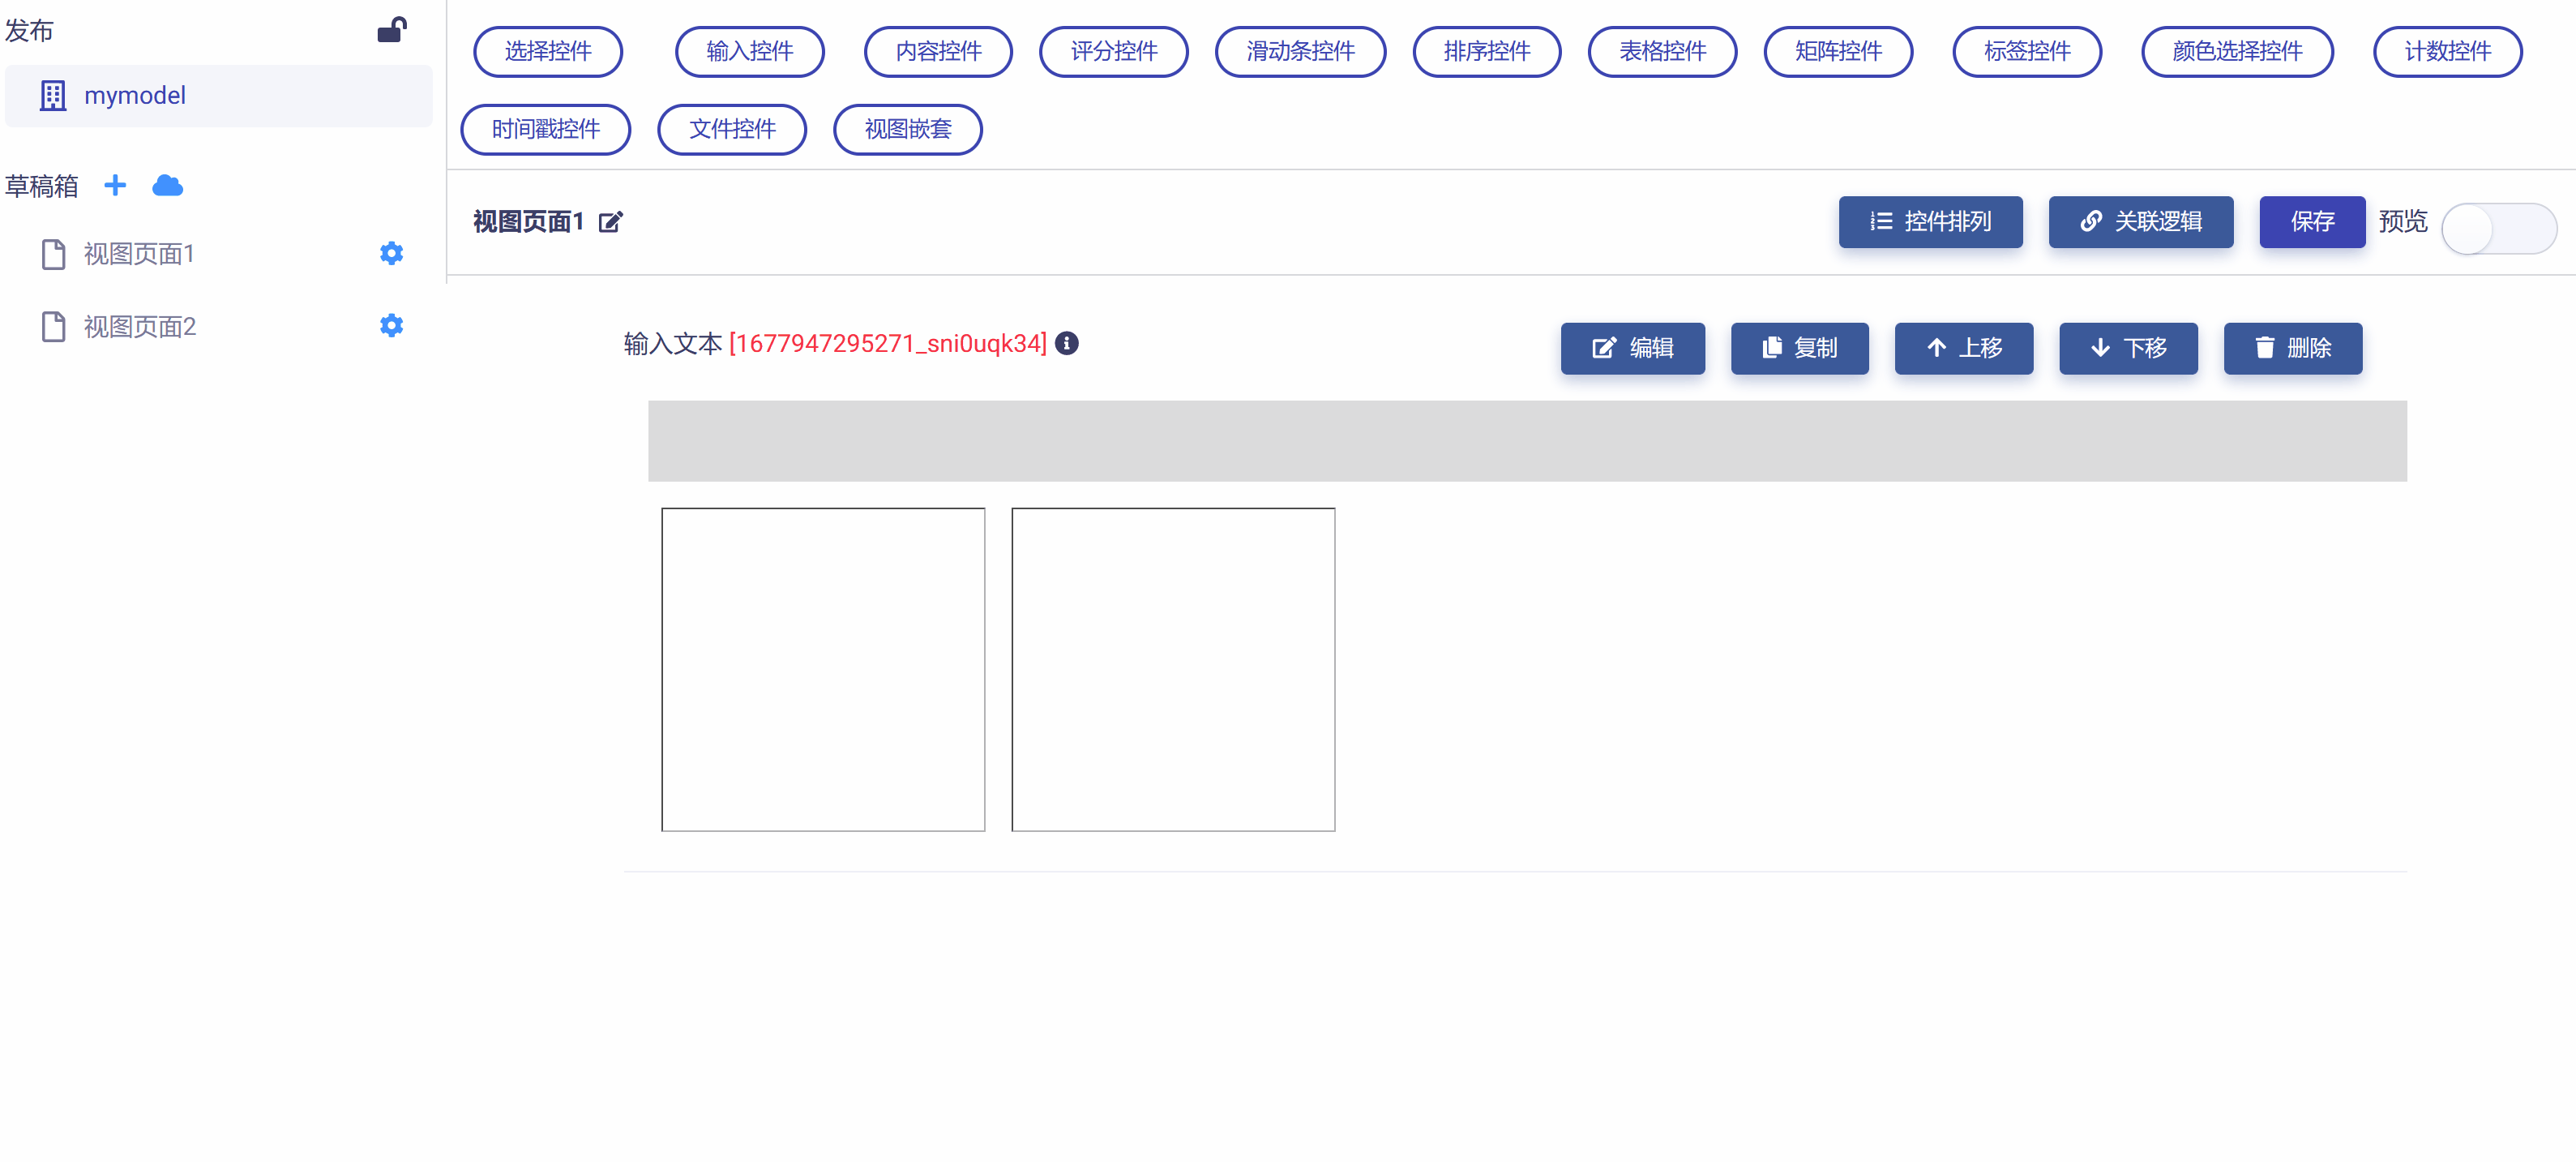 发布
mymodel
草稿箱
视图页面1
视图页面2
选择控件 输入控件 内容控件 评分控件 滑动条控件 排序控件 表格控件 矩阵控件 标签控件 颜色选择控件 计数控件
时间戳控件 文件控件 视图嵌套
视图页面1 控件排列 关联逻辑 保存 预览
输入文本 [1677947295271_sni0uqk34] 编辑 复制 上移 下移 删除